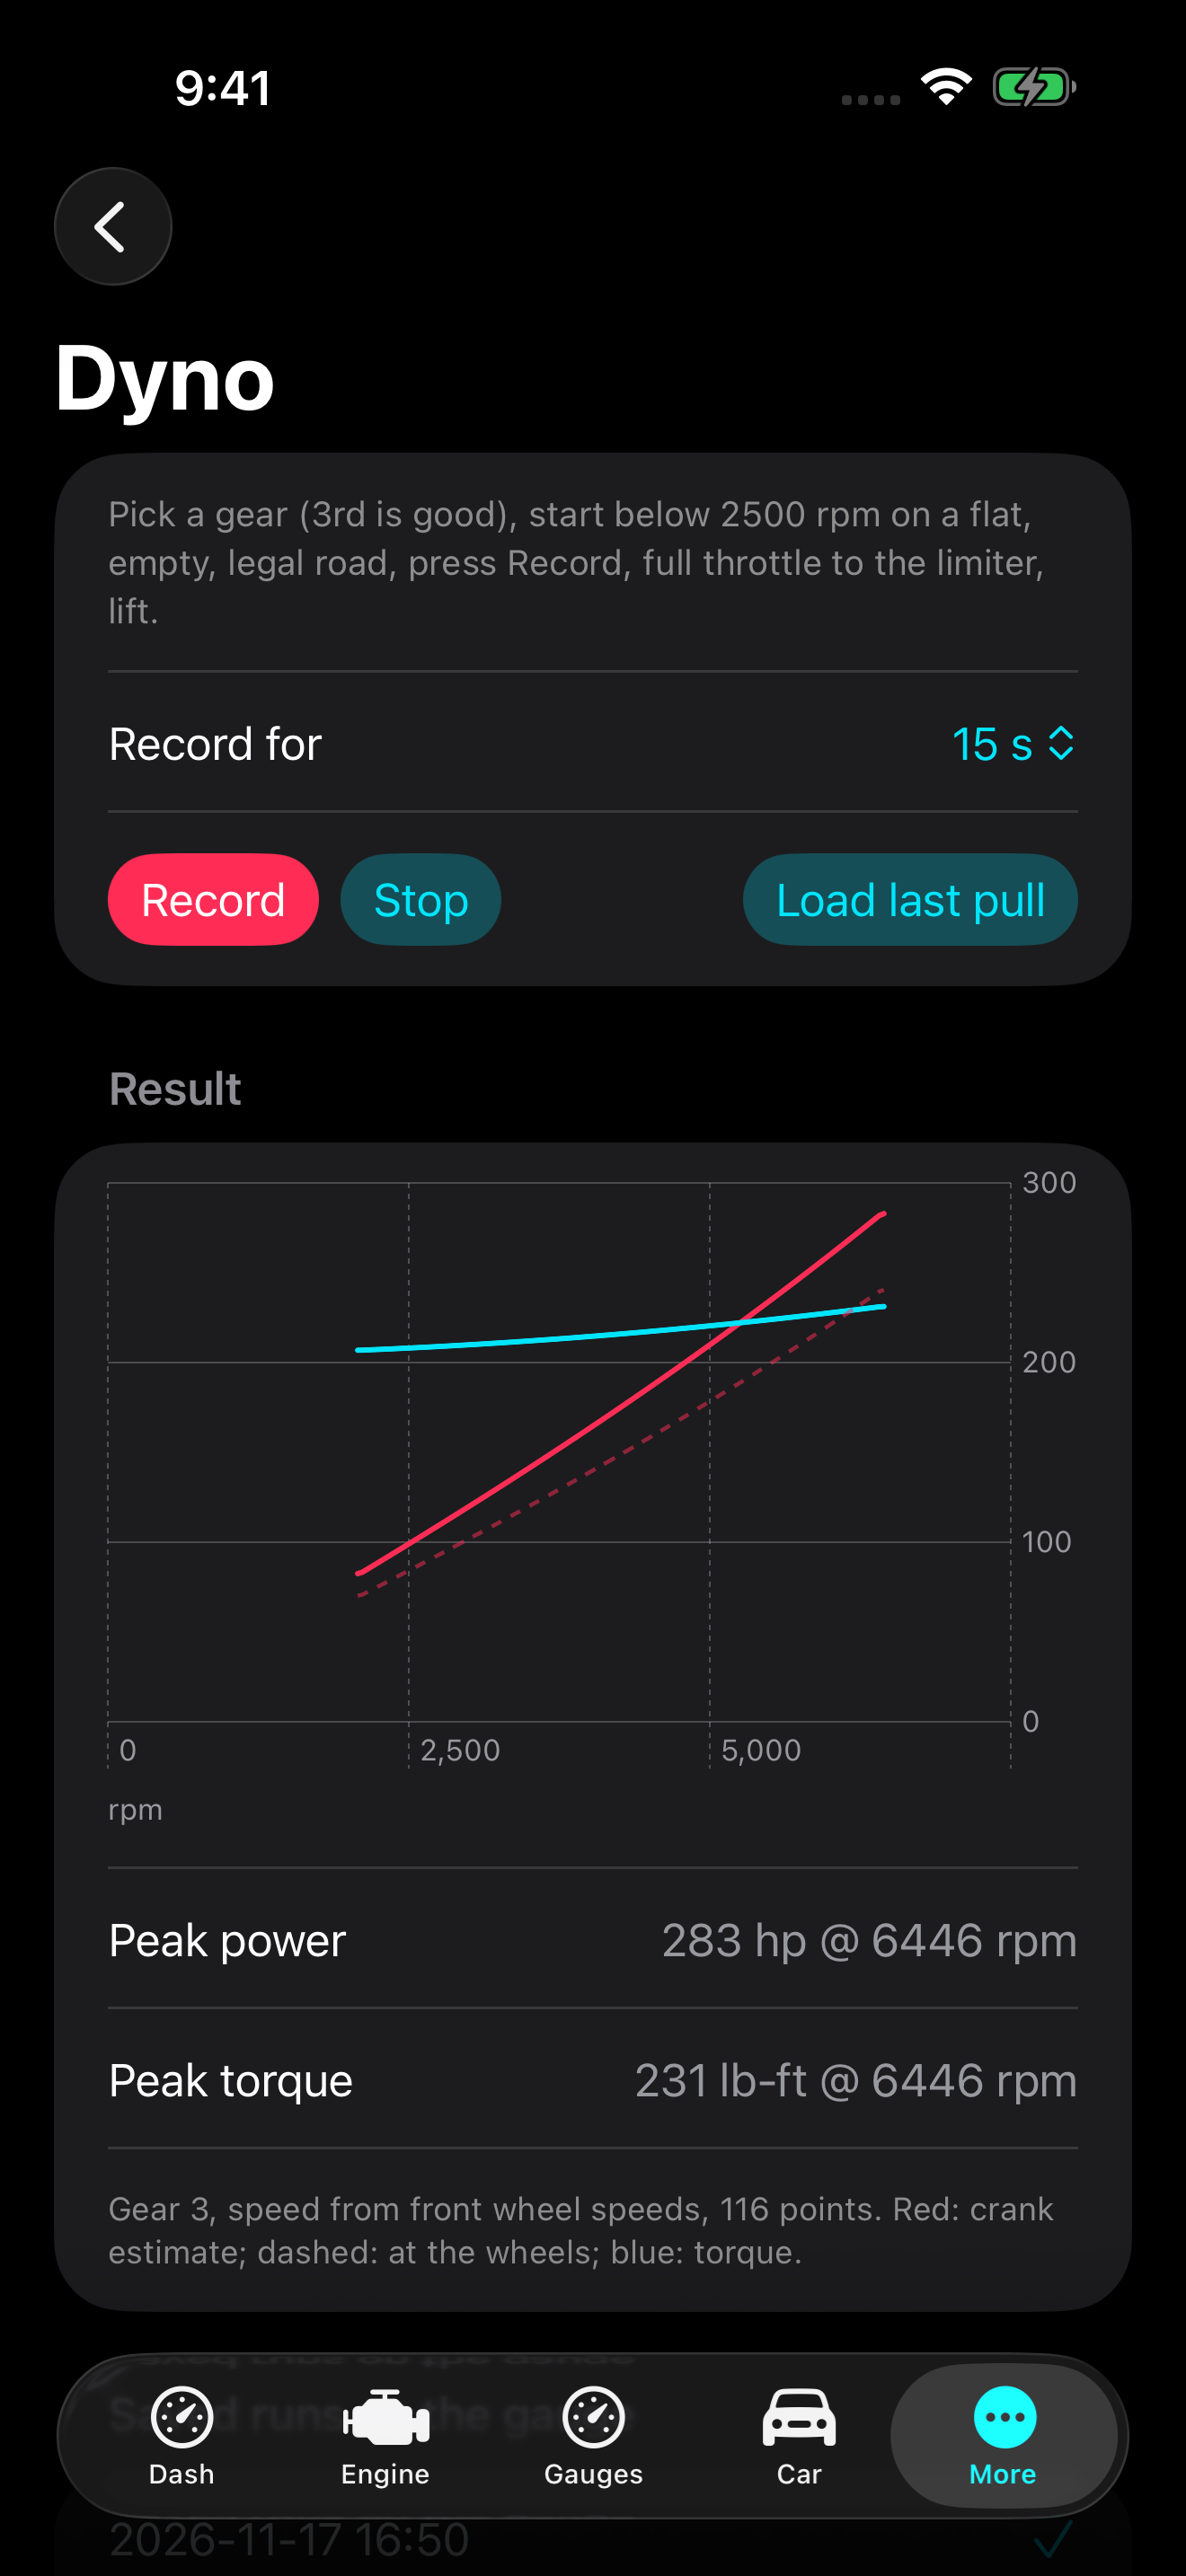 9:41
Dyno
Pick a gear (3rd is good), start below 2500 rpm on a flat,
empty, legal road, press Record, full throttle to the limiter,
lift.
Record for 15 s
Record Stop Load last pull
Result
300
200
100
0
0 2,500 5,000
rpm
Peak power 283 hp @ 6446 rpm
Peak torque 231 lb-ft @ 6446 rpm
Gear 3, speed from front wheel speeds, 116 points. Red: crank
estimate; dashed: at the wheels; blue: torque.
Dash Engine Gauges Car More
2026-11-17 16:50